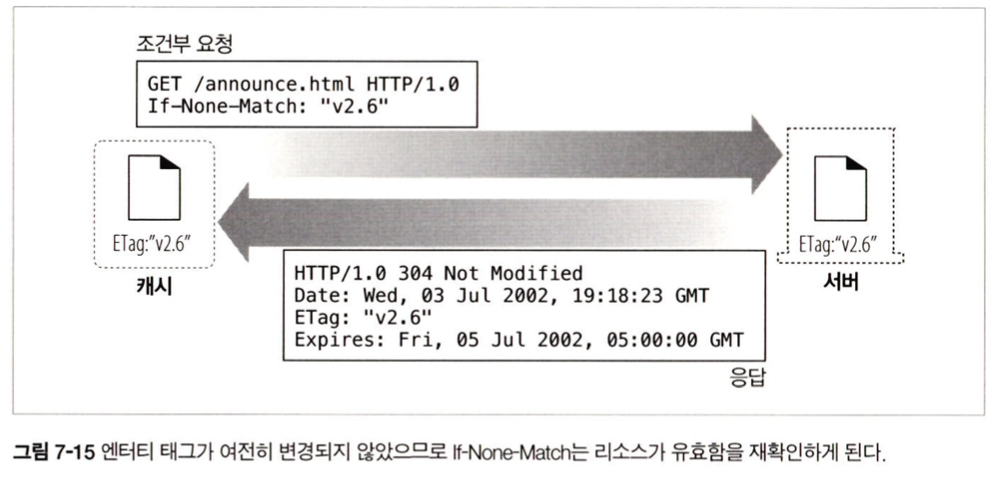 조건부 요청
GET /announce.html HTTP/1.0
If-None-Match: "v2.6"
ETag:"v2.6"
캐시
ETag:"v2.6"
서버
HTTP/1.0 304 Not Modified
Date: Wed, 03 Jul 2002, 19:18:23 GMT
ETag: "v2.6"
Expires: Fri, 05 Jul 2002, 05:00:00 GMT
응답
그림 7-15 엔터티 태그가 여전히 변경되지 않았으므로 If-None-Match는 리소스가 유효함을 재확인하게 된다.